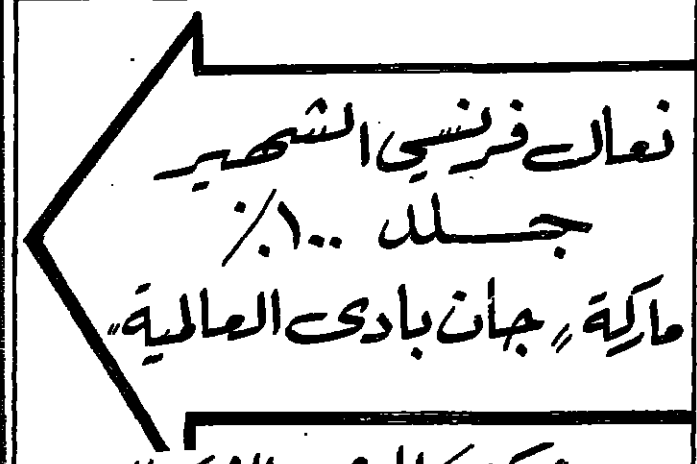 نعال فرنسي الشهير
جلد ١٠٠٪
ماركة „ جان بادى العالمية „